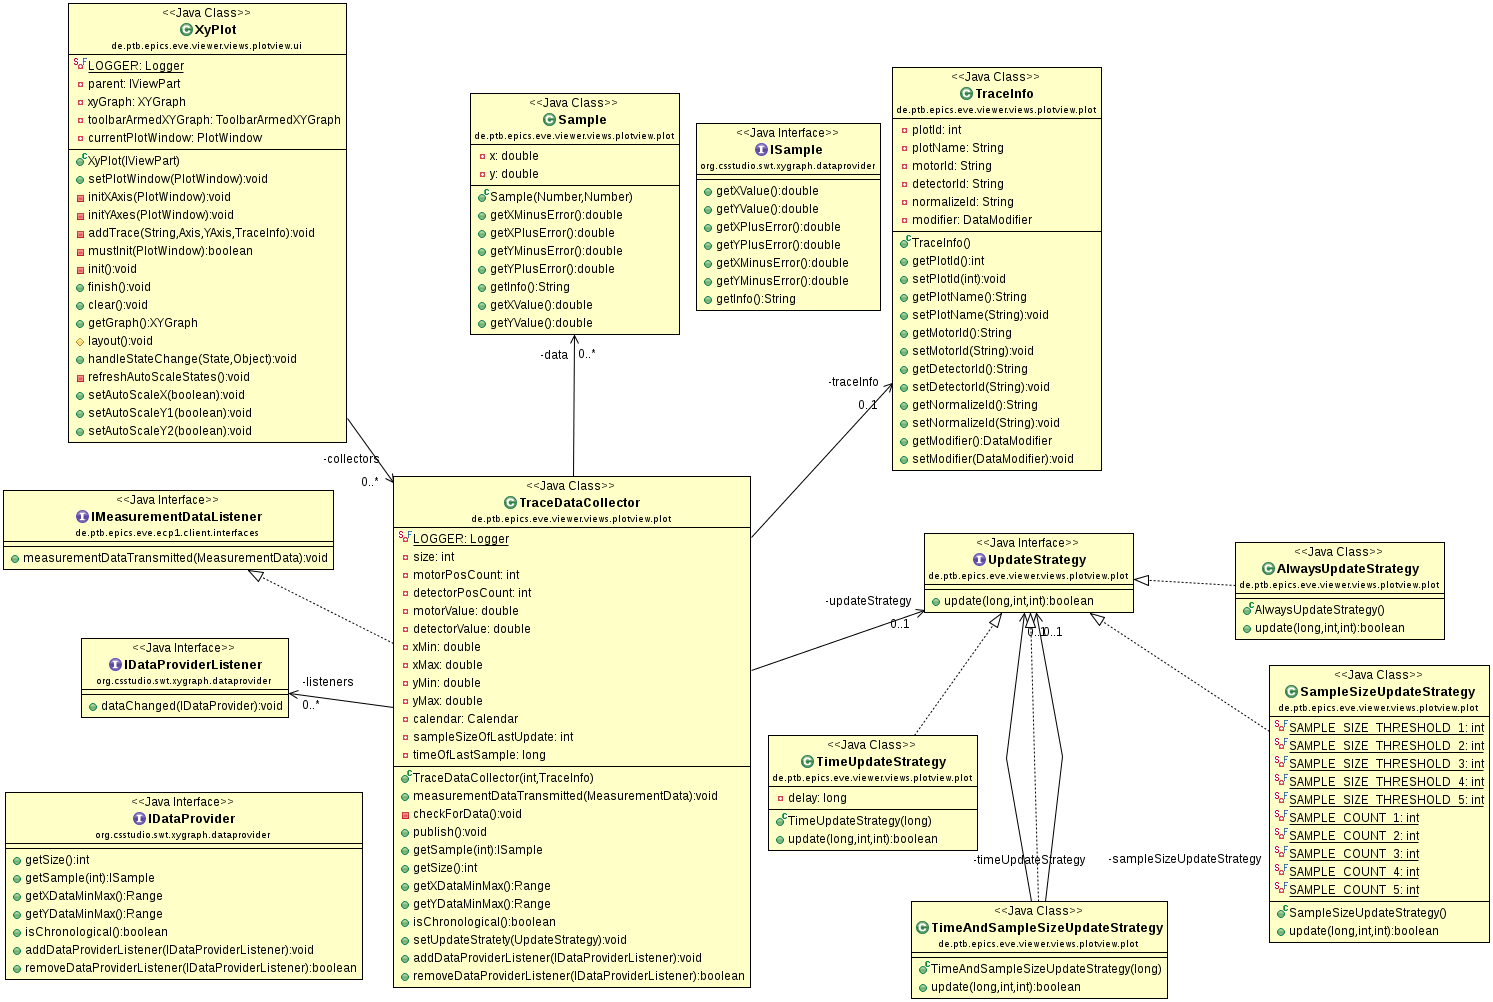 <<Java Class>>
XyPlot
de.ptb.epics.eve.viewer.views.plotview.ui
LOGGER: Logger
parent: IViewPart
xyGraph: XYGraph
toolbarArmedXYGraph: ToolbarArmedXYGraph
currentPlotWindow: PlotWindow
XyPlot(IViewPart)
setPlotWindow(PlotWindow):void
initXAxis(PlotWindow):void
initYAxes(PlotWindow):void
addTrace(String,Axis,YAxis,TraceInfo):void
mustInit(PlotWindow):boolean
init():void
finish():void
clear():void
getGraph():XYGraph
layout():void
handleStateChange(State,Object):void
refreshAutoScaleStates():void
setAutoScaleX(boolean):void
setAutoScaleY1(boolean):void
setAutoScaleY2(boolean):void
<<Java Class>>
Sample
de.ptb.epics.eve.viewer.views.plotview.plot
x: double
y: double
Sample(Number,Number)
getXMinusError():double
getXPlusError():double
getYMinusError():double
getYPlusError():double
getInfo():String
getXValue():double
getYValue():double
<<Java Interface>>
ISample
org.csstudio.swt.xygraph.dataprovider
getXValue():double
getYValue():double
getXPlusError():double
getYPlusError():double
getXMinusError():double
getYMinusError():double
getInfo():String
<<Java Class>>
TraceInfo
de.ptb.epics.eve.viewer.views.plotview.plot
plotId: int
plotName: String
motorId: String
detectorId: String
normalizeId: String
modifier: DataModifier
TraceInfo()
getPlotId():int
setPlotId(int):void
getPlotName():String
setPlotName(String):void
getMotorId():String
setMotorId(String):void
getDetectorId():String
setDetectorId(String):void
getNormalizeId():String
setNormalizeId(String):void
getModifier():DataModifier
setModifier(DataModifier):void
-data 0..*
-traceInfo
0..1
-collectors
0..*
<<Java Interface>>
IMeasurementDataListener
de.ptb.epics.eve.ecp1.client.interfaces
measurementDataTransmitted(MeasurementData):void
<<Java Class>>
TraceDataCollector
de.ptb.epics.eve.viewer.views.plotview.plot
LOGGER: Logger
size: int
motorPosCount: int
detectorPosCount: int
motorValue: double
detectorValue: double
xMin: double
xMax: double
yMin: double
yMax: double
calendar: Calendar
sampleSizeOfLastUpdate: int
timeOfLastSample: long
TraceDataCollector(int,TraceInfo)
measurementDataTransmitted(MeasurementData):void
checkForData():void
publish():void
getSample(int):ISample
getSize():int
getXDataMinMax():Range
getYDataMinMax():Range
isChronological():boolean
setUpdateStratety(UpdateStrategy):void
addDataProviderListener(IDataProviderListener):void
removeDataProviderListener(IDataProviderListener):boolean
<<Java Interface>>
IDataProviderListener
org.csstudio.swt.xygraph.dataprovider
dataChanged(IDataProvider):void
-listeners
0..*
<<Java Interface>>
IDataProvider
org.csstudio.swt.xygraph.dataprovider
getSize():int
getSample(int):ISample
getXDataMinMax():Range
getYDataMinMax():Range
isChronological():boolean
addDataProviderListener(IDataProviderListener):void
removeDataProviderListener(IDataProviderListener):boolean
-updateStrategy
0..1
<<Java Interface>>
UpdateStrategy
de.ptb.epics.eve.viewer.views.plotview.plot
update(long,int,int):boolean
0..1
0..1
<<Java Class>>
AlwaysUpdateStrategy
de.ptb.epics.eve.viewer.views.plotview.plot
AlwaysUpdateStrategy()
update(long,int,int):boolean
<<Java Class>>
TimeUpdateStrategy
de.ptb.epics.eve.viewer.views.plotview.plot
delay: long
TimeUpdateStrategy(long)
update(long,int,int):boolean
<<Java Class>>
SampleSizeUpdateStrategy
de.ptb.epics.eve.viewer.views.plotview.plot
SAMPLE_SIZE_THRESHOLD_1: int
SAMPLE_SIZE_THRESHOLD_2: int
SAMPLE_SIZE_THRESHOLD_3: int
SAMPLE_SIZE_THRESHOLD_4: int
SAMPLE_SIZE_THRESHOLD_5: int
SAMPLE_COUNT_1: int
SAMPLE_COUNT_2: int
SAMPLE_COUNT_3: int
SAMPLE_COUNT_4: int
SAMPLE_COUNT_5: int
SampleSizeUpdateStrategy()
update(long,int,int):boolean
-timeUpdateStrategy
-sampleSizeUpdateStrategy
<<Java Class>>
TimeAndSampleSizeUpdateStrategy
de.ptb.epics.eve.viewer.views.plotview.plot
TimeAndSampleSizeUpdateStrategy(long)
update(long,int,int):boolean